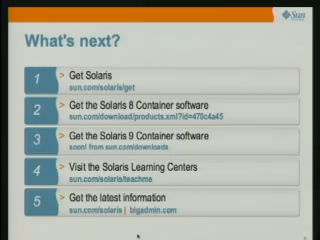 Sun
What's next?
1
> Get Solaris
sun.com/solaris/get
2
> Get the Solaris 8 Container software
sun.com/download/products.xml?id=470c4a45
3
> Get the Solaris 9 Container software
soon! from sun.com/downloads
4
> Visit the Solaris Learning Centers
sun.com/solaris/teachme
5
> Get the latest information
sun.com/solaris | bigadmin.com